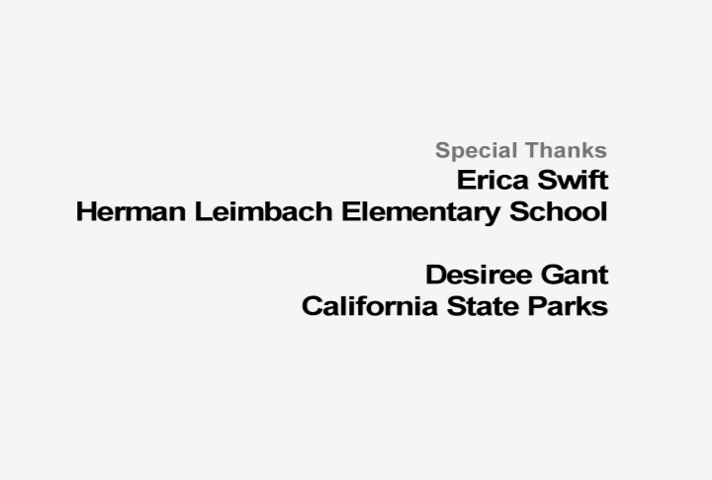 Special Thanks
Erica Swift
Herman Leimbach Elementary School
Desiree Gant
California State Parks